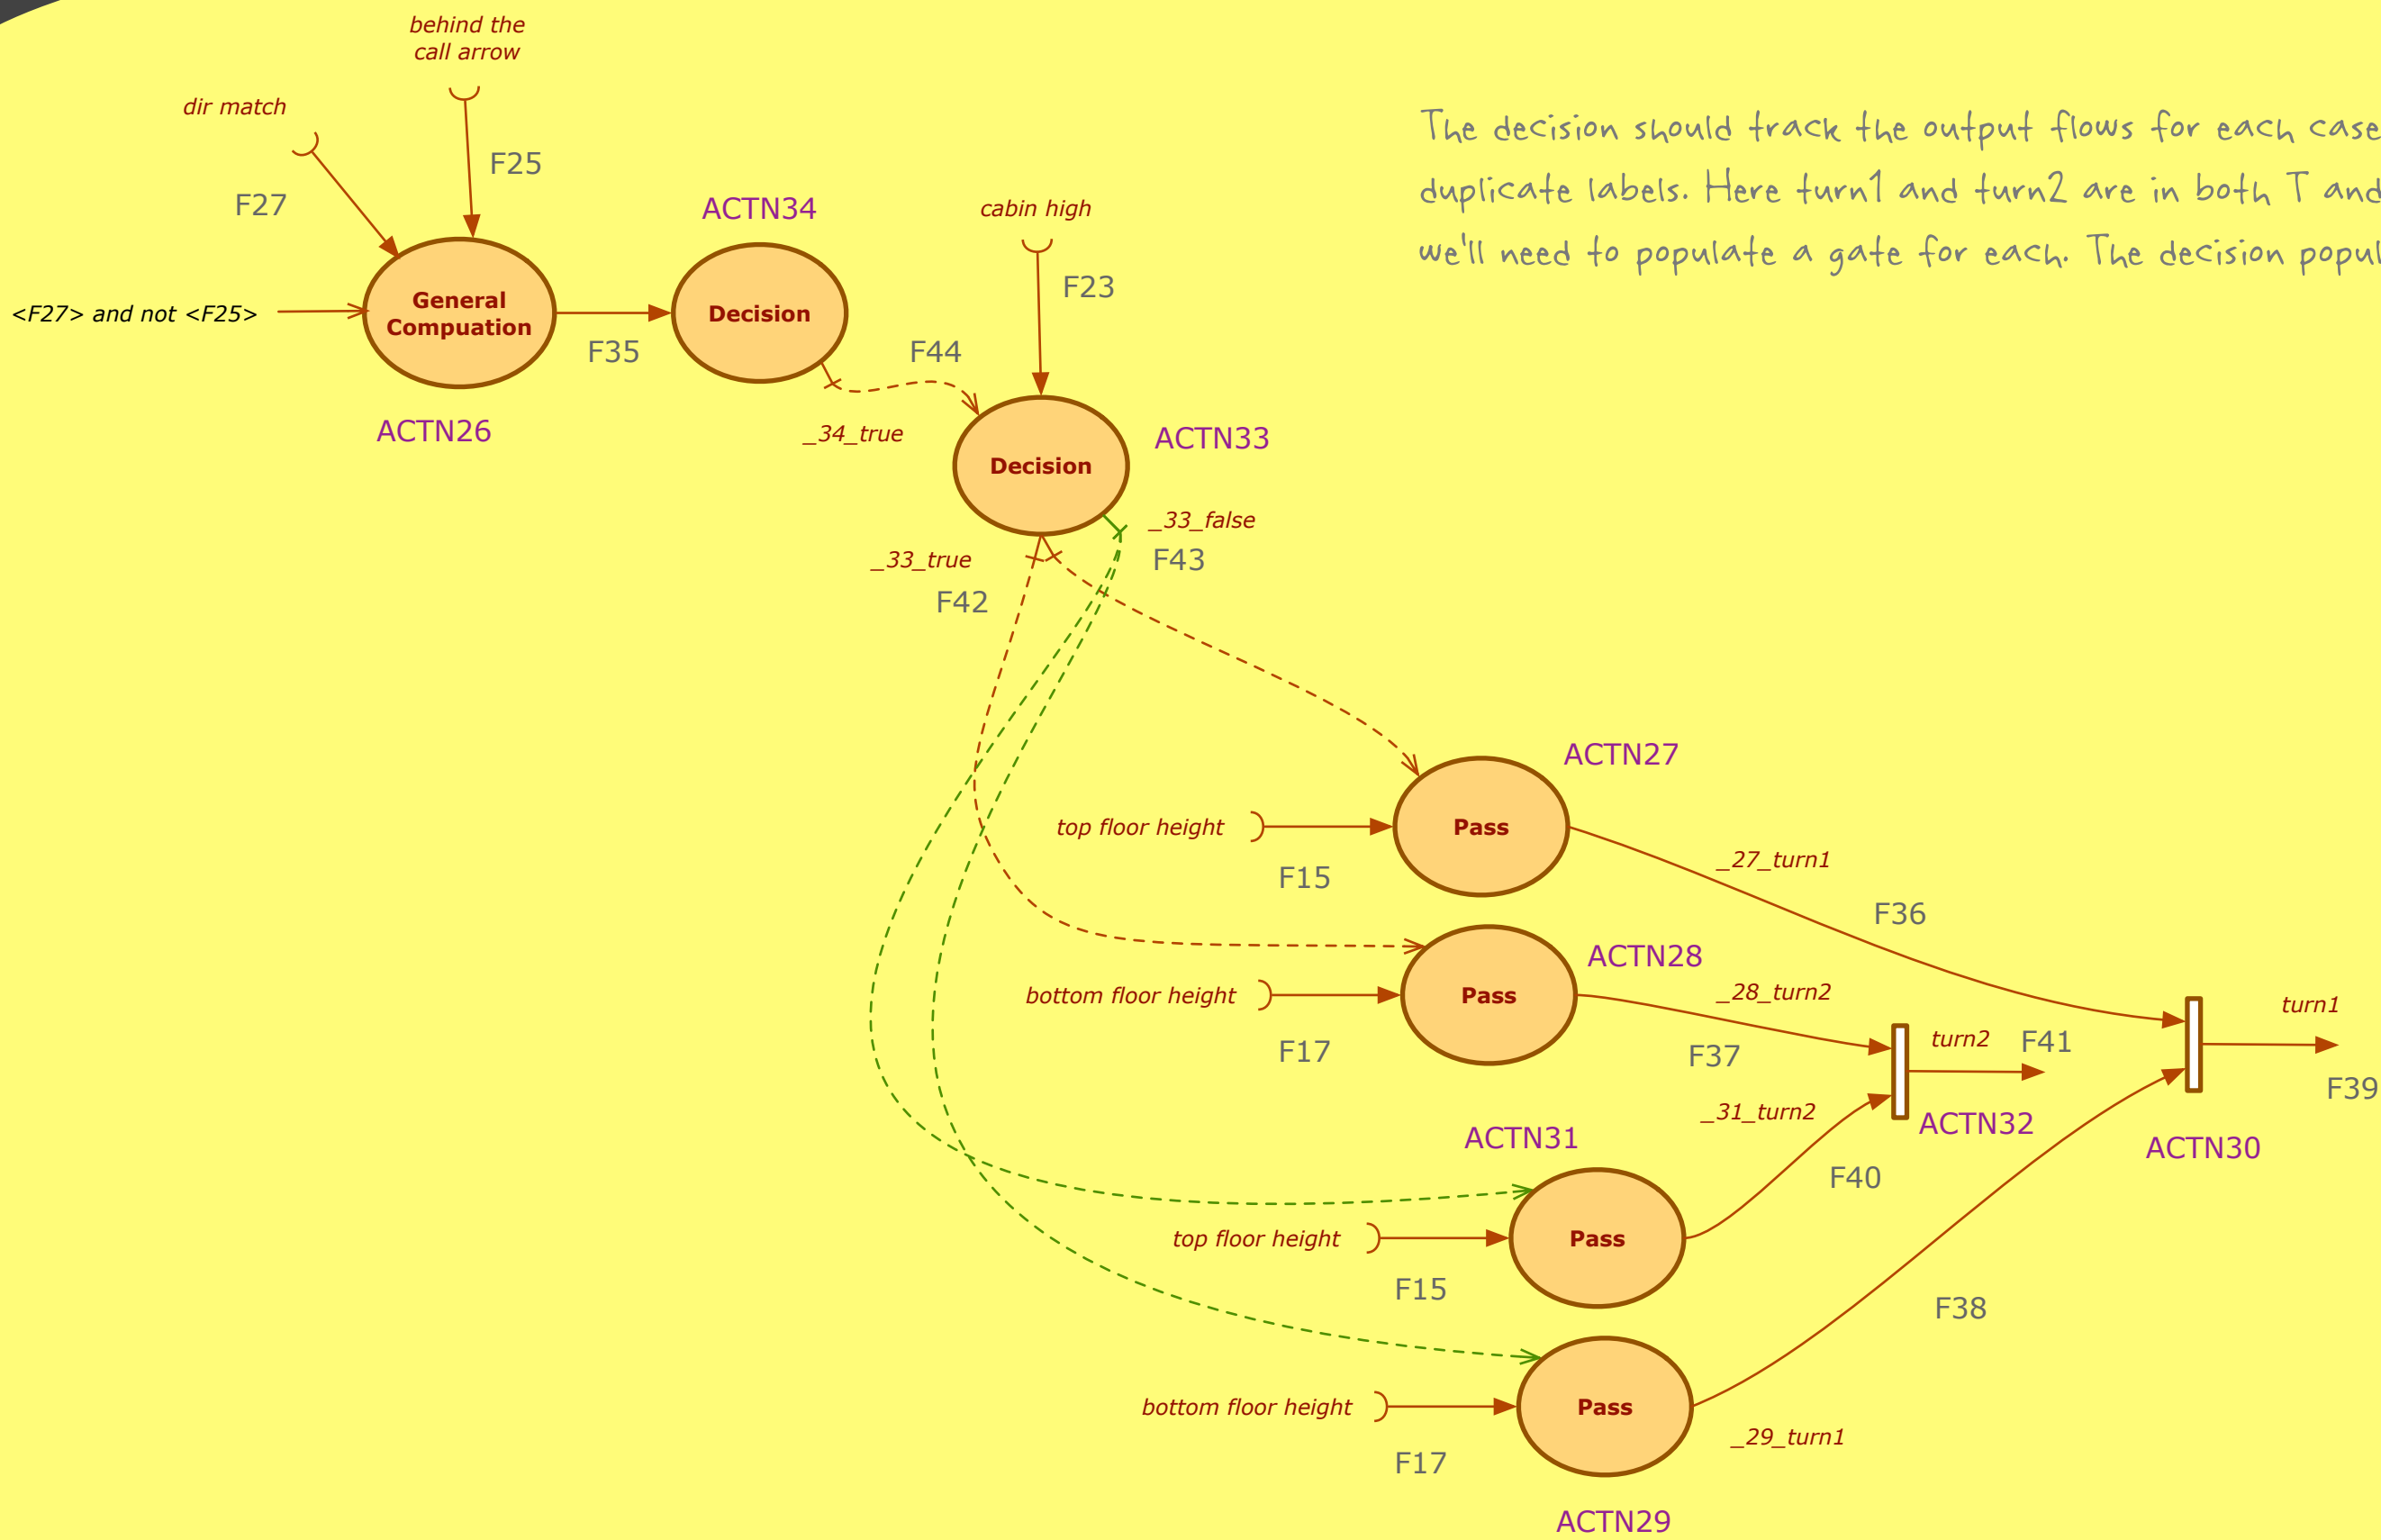 behind the
call arrow
dir match
F25
F27
The decision should track the output flows for each case
duplicate labels. Here turn1 and turn2 are in both T and
we'll need to populate a gate for each. The decision popul
ACTN34
cabin high
F23
<F27> and not <F25>
General
Compuation
Decision
F35
F44
ACTN26
_34_true
ACTN33
Decision
_33_false
F43
_33_true
F42
ACTN27
top floor height
Pass
_27_turn1
F15
F36
ACTN28
bottom floor height
Pass
_28_turn2
F17
F37
turn2
F41
turn1
F39
_31_turn2
ACTN32
ACTN31
ACTN30
F40
top floor height
Pass
F15
F38
bottom floor height
Pass
_29_turn1
F17
ACTN29